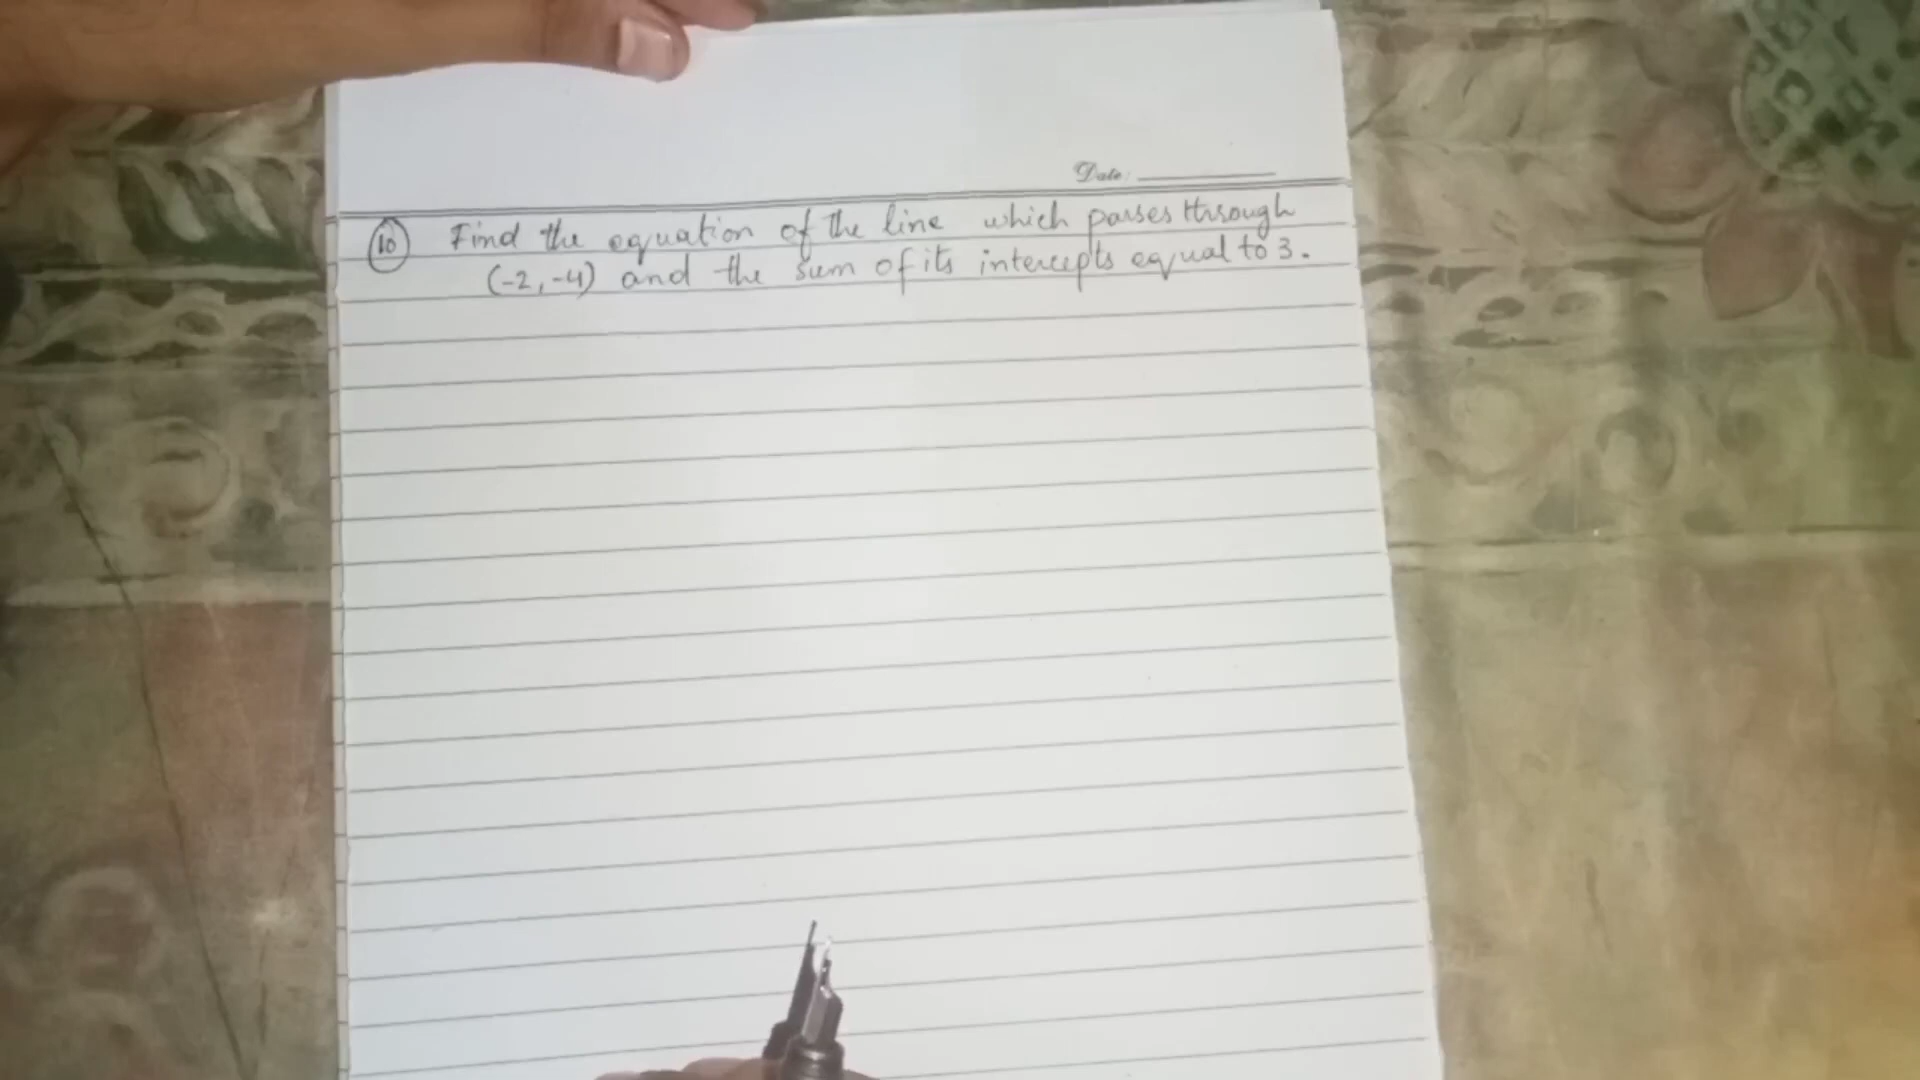 Date:
10 Find the equation of the line which passes through
(-2,-4) and the sum of its intercepts equal to 3.